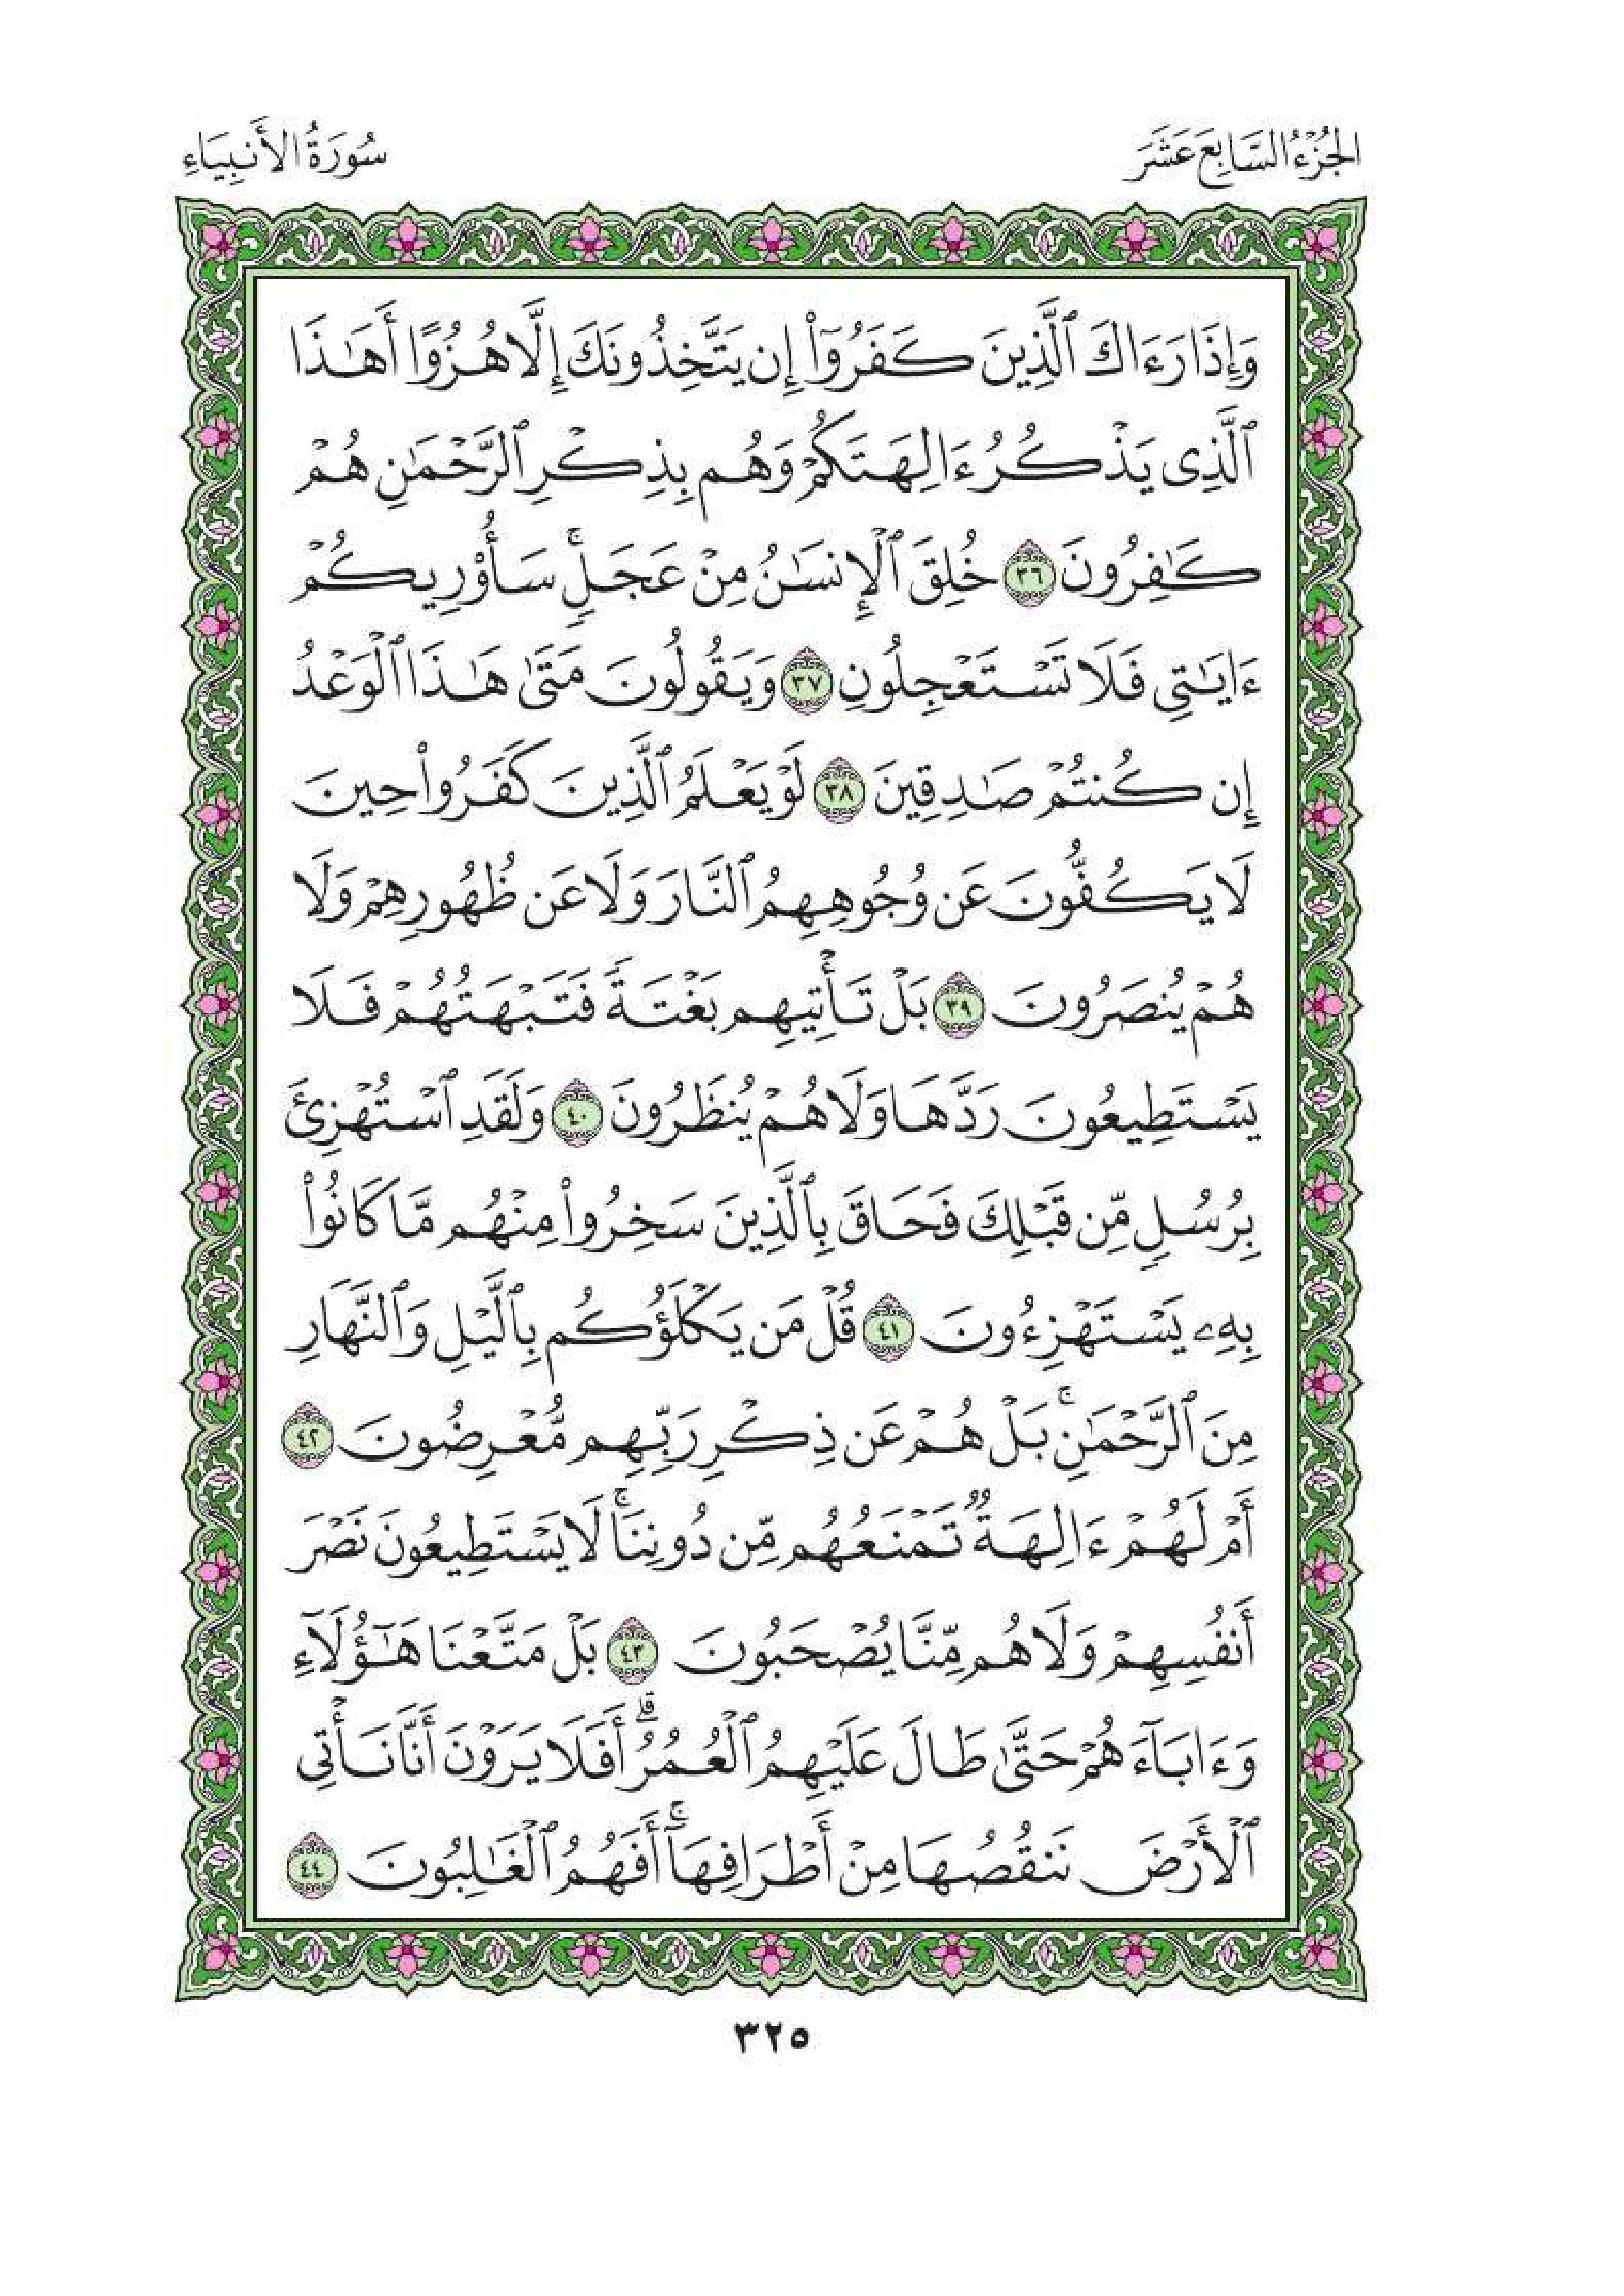 الجُزْءُ السَّابِعَ عَشَرَ
سُورَةُ الأَنبِيَاءِ
وَإِذَا رَءَاكَ ٱلَّذِينَ كَفَرُوٓاْ إِن يَتَّخِذُونَكَ إِلَّا هُزُوًا أَهَٰذَا
ٱلَّذِى يَذۡكُرُ ءَالِهَتَكُمۡ وَهُم بِذِكۡرِ ٱلرَّحۡمَٰنِ هُمۡ
كَٰفِرُونَ ٣٦ خُلِقَ ٱلۡإِنسَٰنُ مِنۡ عَجَلٖۚ سَأُوْرِيكُمۡ
ءَايَٰتِى فَلَا تَسۡتَعۡجِلُونِ ٣٧ وَيَقُولُونَ مَتَىٰ هَٰذَا ٱلۡوَعۡدُ
إِن كُنتُمۡ صَٰدِقِينَ ٣٨ لَوۡ يَعۡلَمُ ٱلَّذِينَ كَفَرُواْ حِينَ
لَا يَكُفُّونَ عَن وُجُوهِهِمُ ٱلنَّارَ وَلَا عَن ظُهُورِهِمۡ وَلَا
هُمۡ يُنصَرُونَ ٣٩ بَلۡ تَأۡتِيهِم بَغۡتَةٗ فَتَبۡهَتُهُمۡ فَلَا
يَسۡتَطِيعُونَ رَدَّهَا وَلَا هُمۡ يُنظَرُونَ ٤٠ وَلَقَدِ ٱسۡتُهۡزِئَ
بِرُسُلٖ مِّن قَبۡلِكَ فَحَاقَ بِٱلَّذِينَ سَخِرُواْ مِنۡهُم مَّا كَانُواْ
بِهِۦ يَسۡتَهۡزِءُونَ ٤١ قُلۡ مَن يَكۡلَؤُكُم بِٱلَّيۡلِ وَٱلنَّهَارِ
مِنَ ٱلرَّحۡمَٰنِۚ بَلۡ هُمۡ عَن ذِكۡرِ رَبِّهِم مُّعۡرِضُونَ ٤٢
أَمۡ لَهُمۡ ءَالِهَةٞ تَمۡنَعُهُم مِّن دُونِنَاۚ لَا يَسۡتَطِيعُونَ نَصۡرَ
أَنفُسِهِمۡ وَلَا هُم مِّنَّا يُصۡحَبُونَ ٤٣ بَلۡ مَتَّعۡنَا هَٰٓؤُلَآءِ
وَءَابَآءَهُمۡ حَتَّىٰ طَالَ عَلَيۡهِمُ ٱلۡعُمُرُۗ أَفَلَا يَرَوۡنَ أَنَّا نَأۡتِى
ٱلۡأَرۡضَ نَنقُصُهَا مِنۡ أَطۡرَافِهَآۚ أَفَهُمُ ٱلۡغَٰلِبُونَ ٤٤
٣٢٥